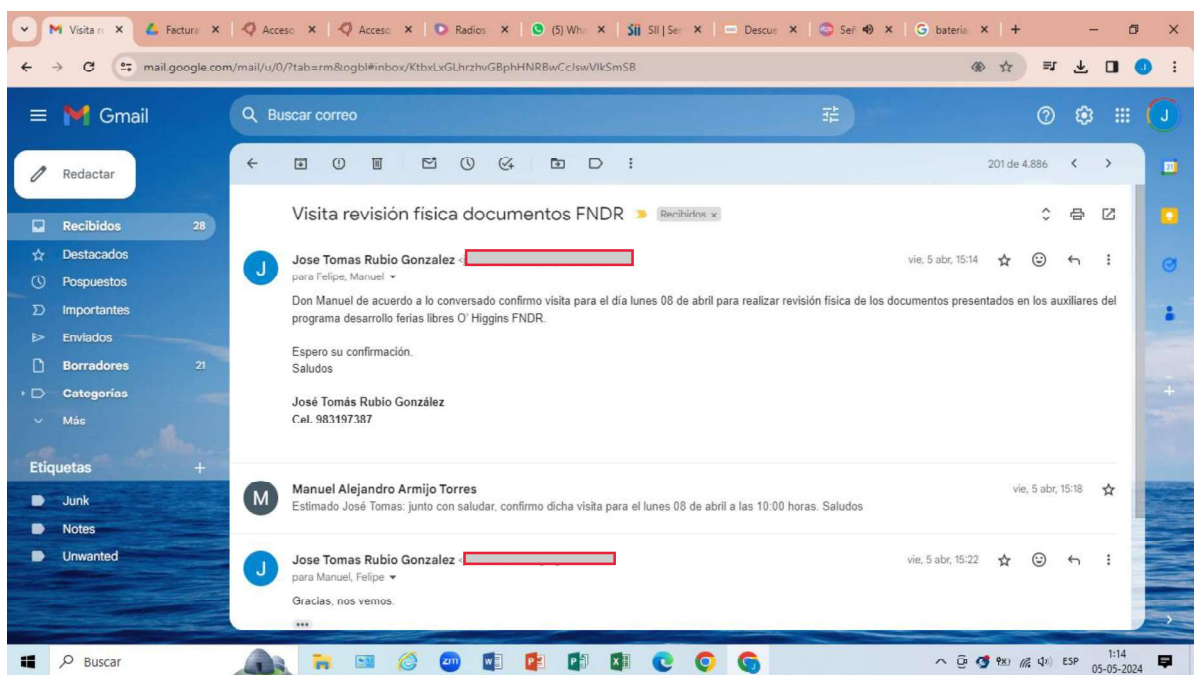 Visita re
Factura
Acceso
Acceso
Radios
(5) Wha
SII | Ser
Descue
Señ
bateria
mail.google.com/mail/u/0/?tab=rm&ogbl#inbox/KtbxLxGLhrzhvGBphHNRBwCcJswVlkSmSB
Gmail
Buscar correo
J
Redactar
201 de 4.886
31
Recibidos 28
Destacados
Pospuestos
Importantes
Enviados
Borradores 21
Categorías
Más
Etiquetas
Junk
Notes
Unwanted
Visita revisión física documentos FNDR
Recibidos x
J
Jose Tomas Rubio Gonzalez <
vie, 5 abr, 15:14
para Felipe, Manuel
Don Manuel de acuerdo a lo conversado confirmo visita para el día lunes 08 de abril para realizar revisión física de los documentos presentados en los auxiliares del
programa desarrollo ferias libres O' Higgins FNDR.
Espero su confirmación.
Saludos
José Tomás Rubio González
Cel. 983197387
M
Manuel Alejandro Armijo Torres
vie, 5 abr, 15:18
Estimado José Tomas: junto con saludar, confirmo dicha visita para el lunes 08 de abril a las 10:00 horas. Saludos
J
Jose Tomas Rubio Gonzalez <
vie, 5 abr, 15:22
para Manuel, Felipe
Gracias, nos vemos.
Buscar
zm
ESP
1:14
05-05-2024